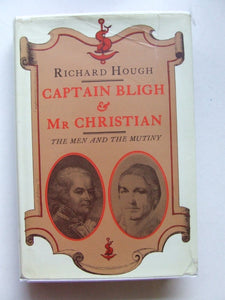 RICHARD HOUGH
CAPTAIN BLIGH
&
MR CHRISTIAN
THE MEN AND THE MUTINY